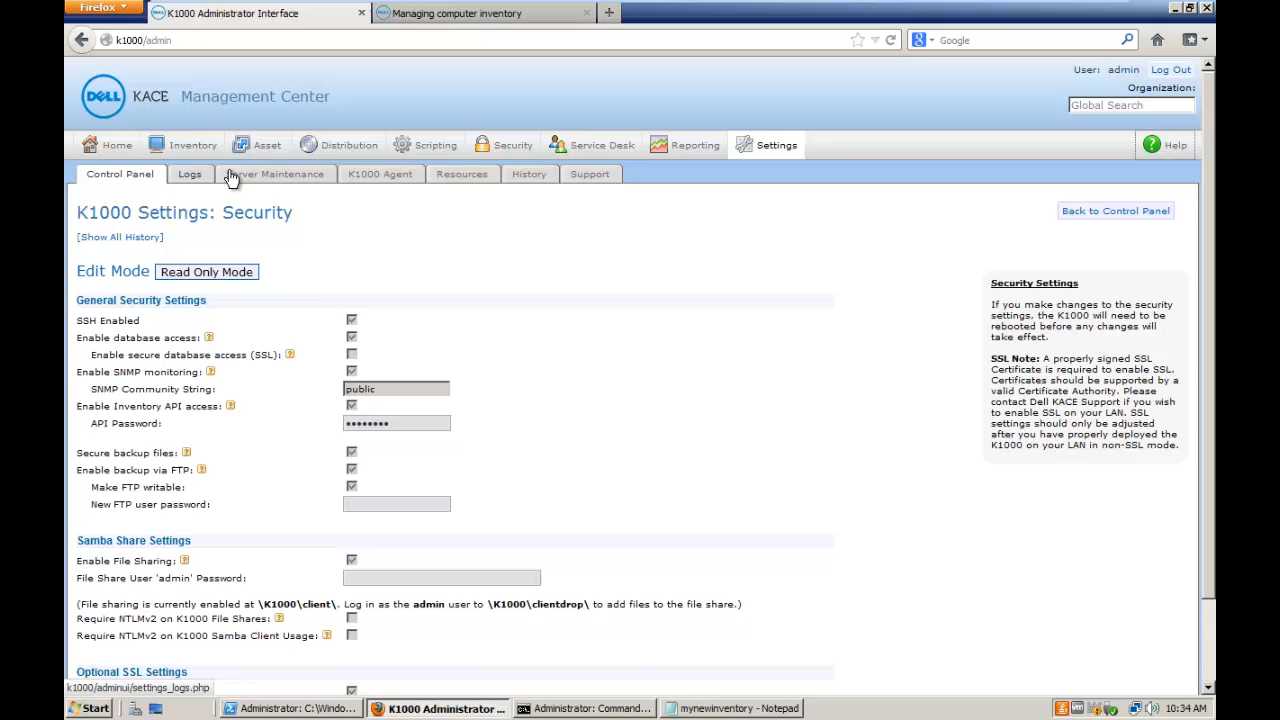 Firefox
K1000 Administrator Interface
Managing computer inventory
k1000/admin
Google
User: admin Log Out
Organization:
DELL KACE Management Center
Global Search
Home Inventory Asset Distribution Scripting Security Service Desk Reporting Settings Help
Control Panel Logs Server Maintenance K1000 Agent Resources History Support
K1000 Settings: Security
Back to Control Panel
[Show All History]
Edit Mode Read Only Mode
General Security Settings
SSH Enabled
Enable database access: ?
Enable secure database access (SSL): ?
Enable SNMP monitoring: ?
SNMP Community String: public
Enable Inventory API access: ?
API Password: ••••••••
Secure backup files: ?
Enable backup via FTP: ?
Make FTP writable:
New FTP user password:
Samba Share Settings
Enable File Sharing: ?
File Share User 'admin' Password:
(File sharing is currently enabled at \K1000\client\. Log in as the admin user to \K1000\clientdrop\ to add files to the file share.)
Require NTLMv2 on K1000 File Shares: ?
Require NTLMv2 on K1000 Samba Client Usage: ?
Optional SSL Settings
Security Settings
If you make changes to the security
settings, the K1000 will need to be
rebooted before any changes will
take effect.
SSL Note: A properly signed SSL
Certificate is required to enable SSL.
Certificates should be supported by a
valid Certificate Authority. Please
contact Dell KACE Support if you wish
to enable SSL on your LAN. SSL
settings should only be adjusted
after you have properly deployed the
K1000 on your LAN in non-SSL mode.
k1000/adminui/settings_logs.php
Start
Administrator: C:\Windo...
K1000 Administrator ...
Administrator: Command...
mynewinventory - Notepad
10:34 AM